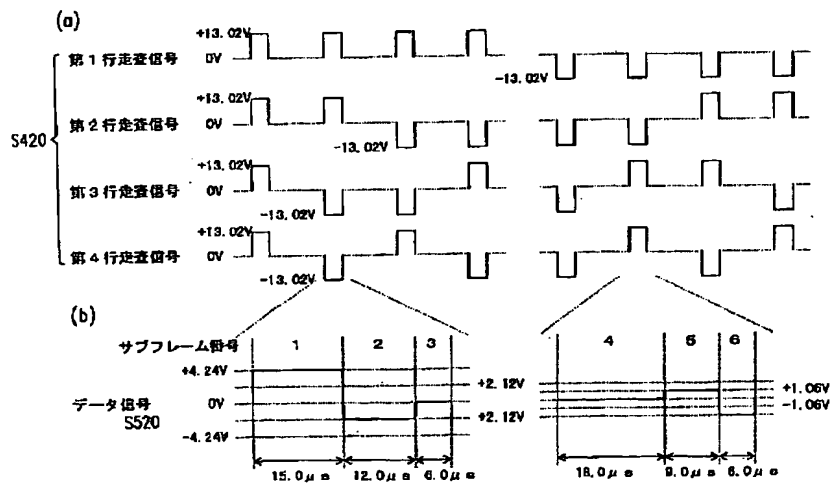 (a)
+13.02V
第1行走査信号 0V
-13.02V
+13.02V
第2行走査信号 0V
-13.02V
S420
+13.02V
第3行走査信号 0V
-13.02V
+13.02V
第4行走査信号 0V
-13.02V
(b)
サブフレーム番号 1 2 3 4 5 6
+4.24V
+2.12V +1.06V
データ信号 0V
-1.06V
S520 +2.12V
-4.24V
15.0μs 12.0μs 6.0μs 18.0μs 9.0μs 6.0μs